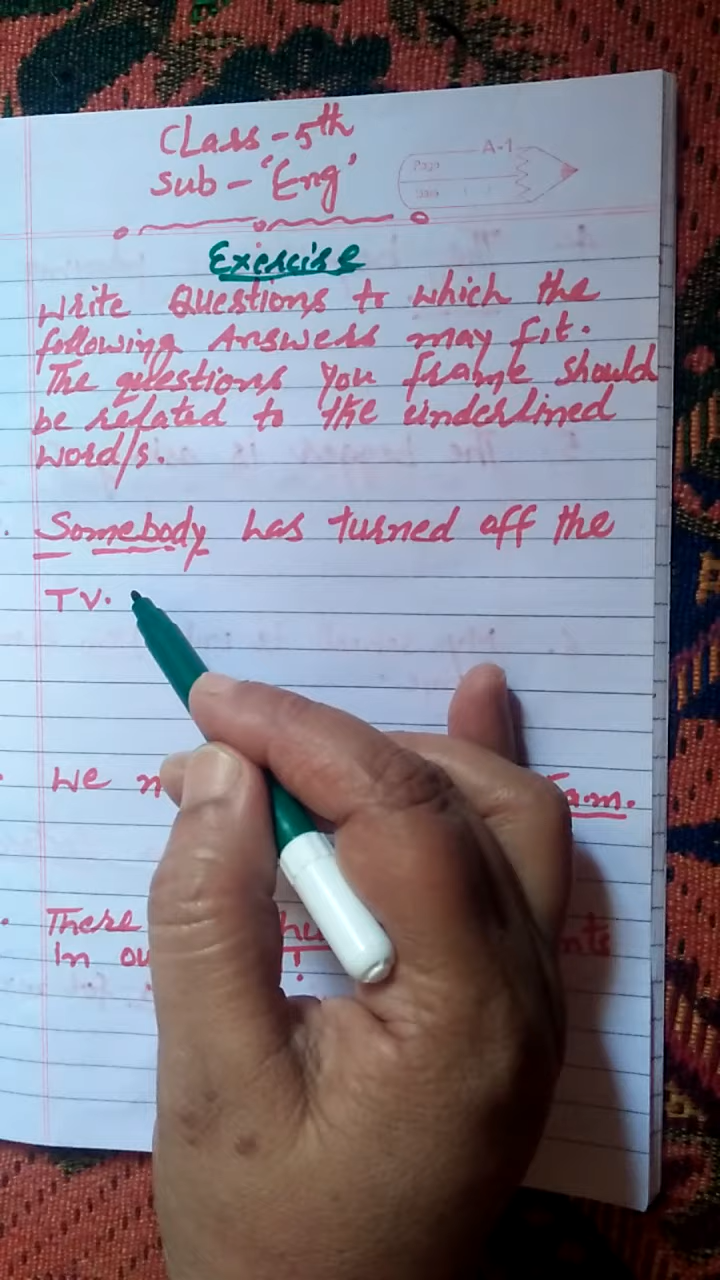 Class - 5th
Sub - 'Eng'
A-1
Page
Exercise
Write Questions to which the
following Answers may fit.
The questions you frame should
be related to the underlined
word/s.
Somebody has turned off the
TV.
We
a.m.
There
In